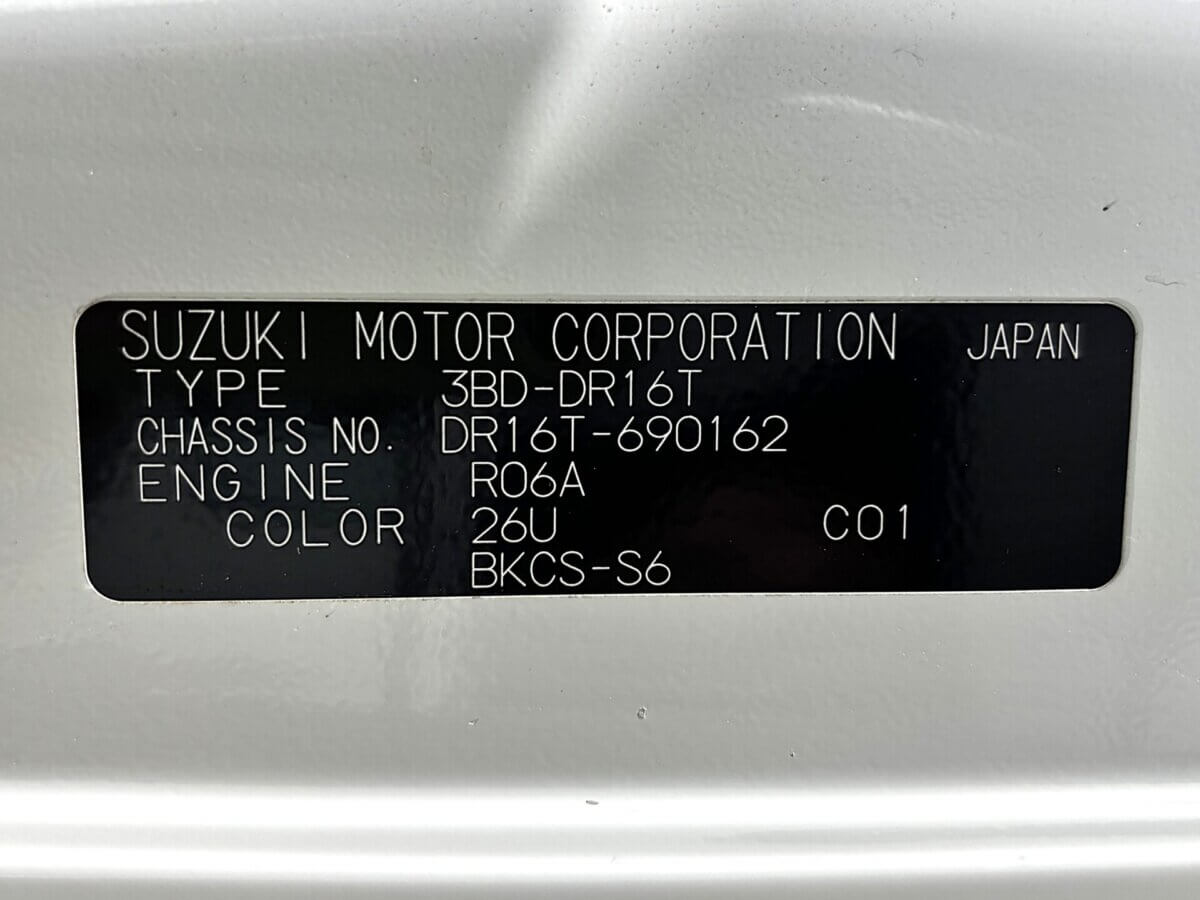 SUZUKI MOTOR CORPORATION JAPAN
TYPE 3BD-DR16T
CHASSIS NO. DR16T-690162
ENGINE R06A
COLOR 26U C01
BKCS-S6